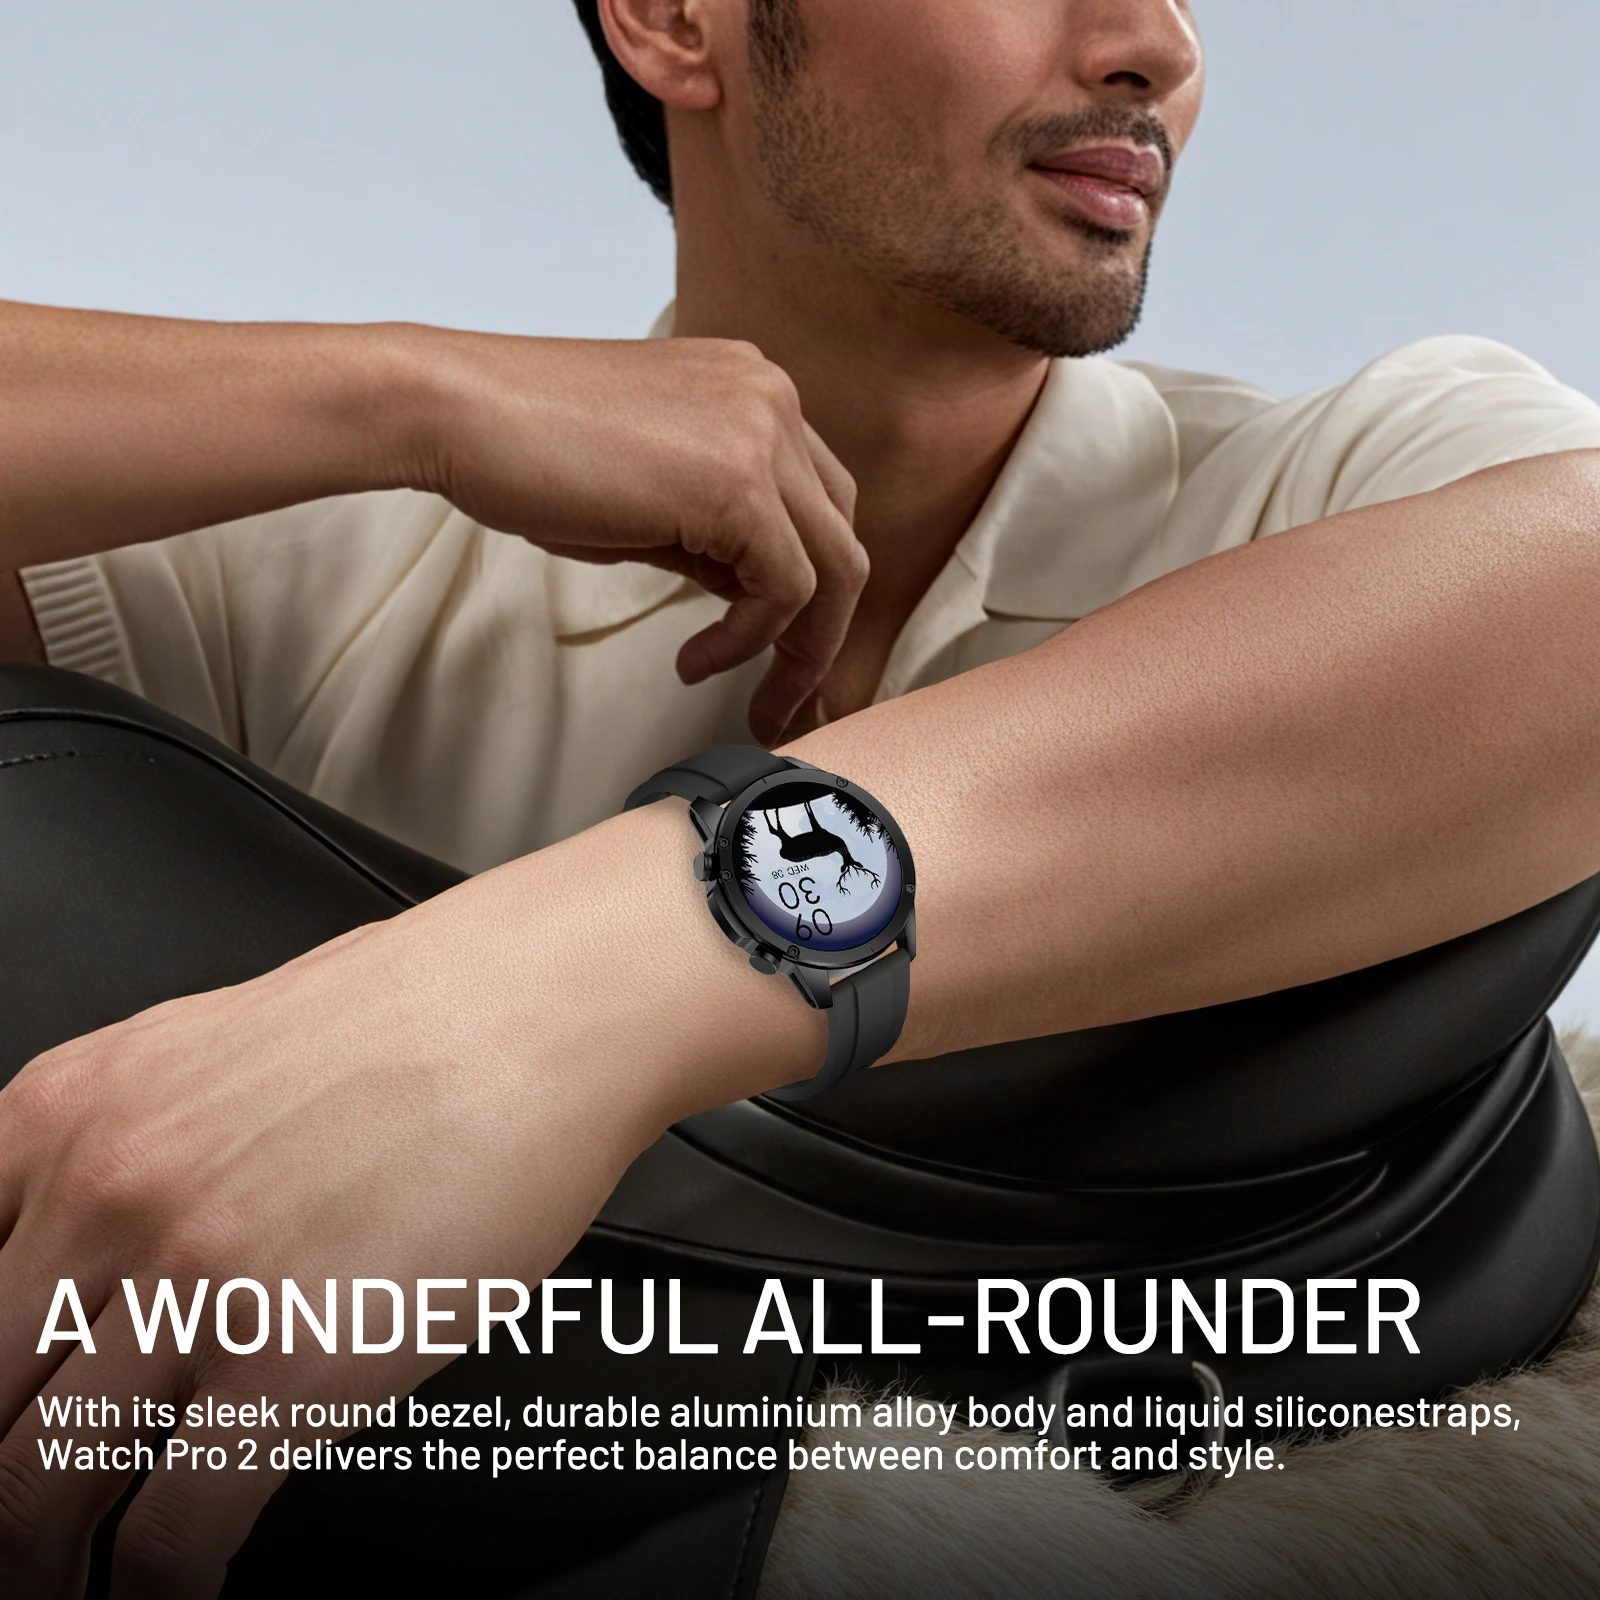 09
30
WED 08
A WONDERFUL ALL-ROUNDER
With its sleek round bezel, durable aluminium alloy body and liquid siliconestraps,
Watch Pro 2 delivers the perfect balance between comfort and style.